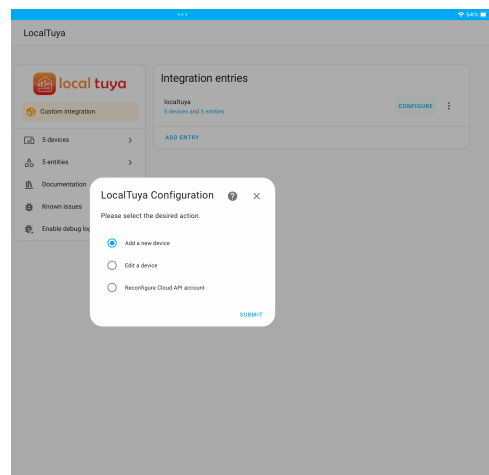 54%
LocalTuya
local tuya
Custom integration
5 devices
5 entities
Documentation
Known issues
Enable debug log
Integration entries
localtuya
5 devices and 5 entities
CONFIGURE
ADD ENTRY
LocalTuya Configuration
Please select the desired action.
Add a new device
Edit a device
Reconfigure Cloud API account
SUBMIT